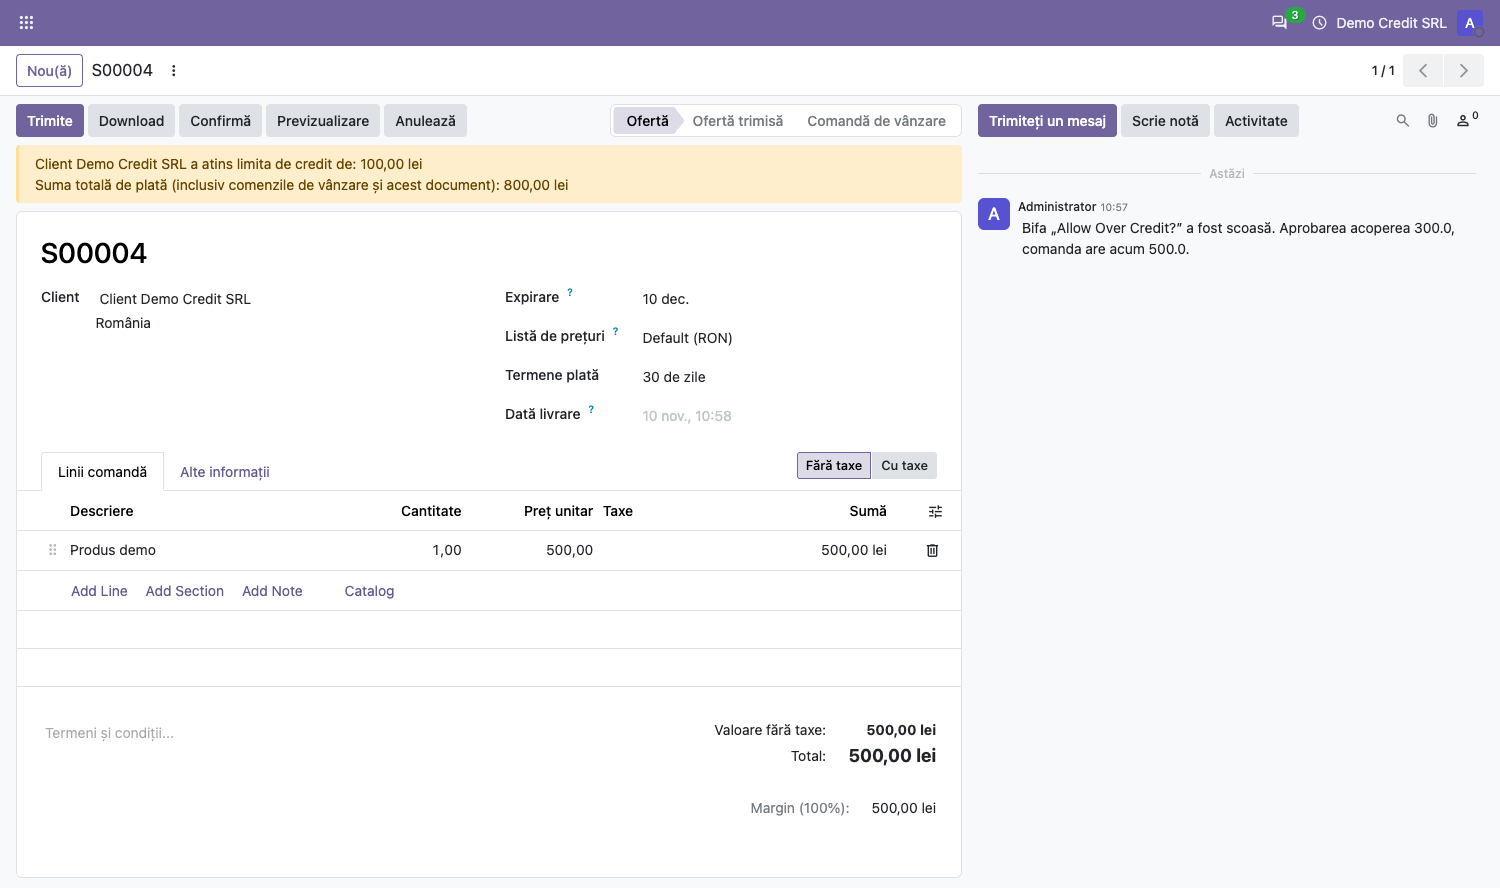 3
Demo Credit SRL
A
Nou(ă)
S00004
1 / 1
Trimite
Download
Confirmă
Previzualizare
Anulează
Ofertă
Ofertă trimisă
Comandă de vânzare
Trimiteți un mesaj
Scrie notă
Activitate
0
Client Demo Credit SRL a atins limita de credit de: 100,00 lei
Suma totală de plată (inclusiv comenzile de vânzare și acest document): 800,00 lei
Astăzi
A
Administrator 10:57
Bifa „Allow Over Credit?” a fost scoasă. Aprobarea acoperea 300.0,
comanda are acum 500.0.
S00004
Client
Client Demo Credit SRL
România
Expirare ?
10 dec.
Listă de prețuri ?
Default (RON)
Termene plată
30 de zile
Dată livrare ?
10 nov., 10:58
Linii comandă
Alte informații
Fără taxe
Cu taxe
Descriere
Cantitate
Preț unitar
Taxe
Sumă
Produs demo
1,00
500,00
500,00 lei
Add Line
Add Section
Add Note
Catalog
Termeni și condiții...
Valoare fără taxe: 500,00 lei
Total: 500,00 lei
Margin (100%): 500,00 lei